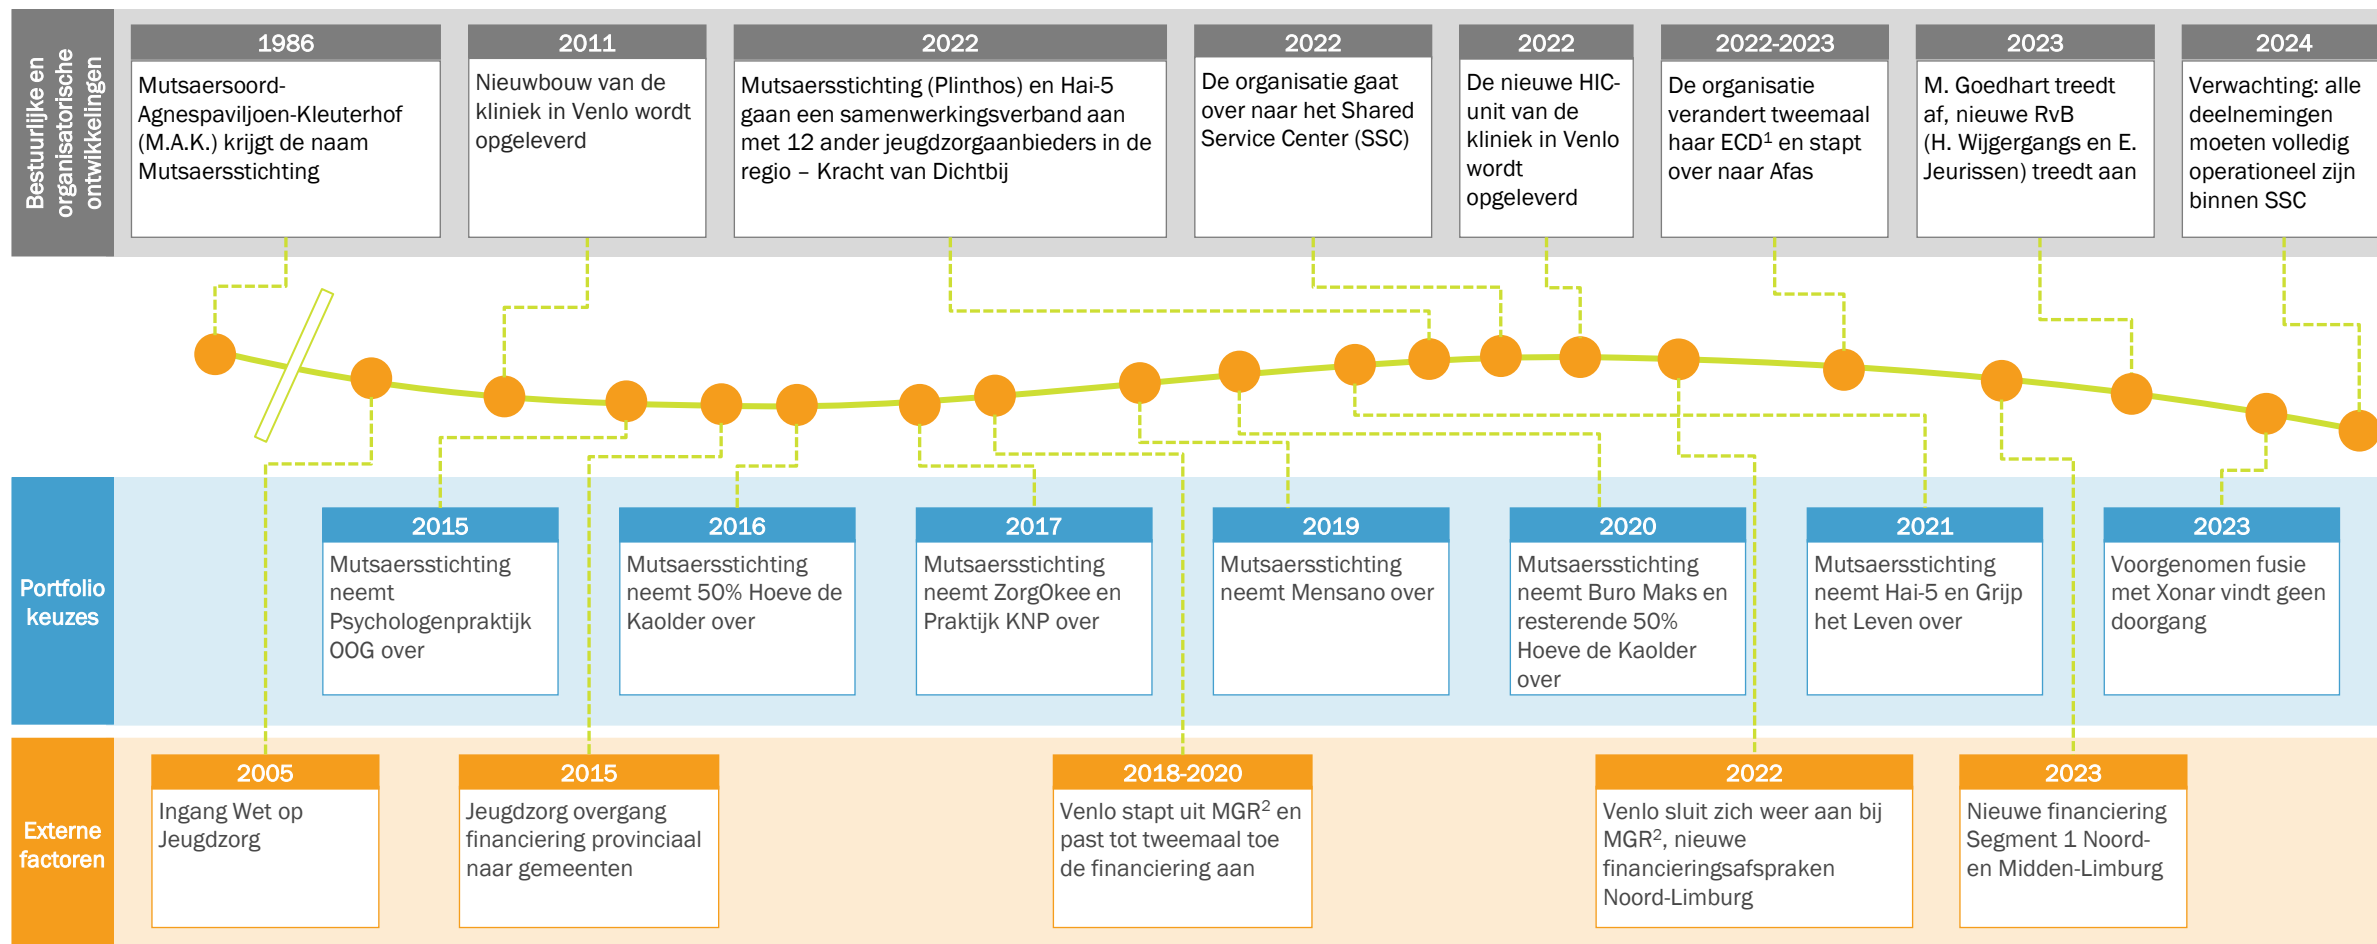 Bestuurlijke en
organisatorische
ontwikkelingen
1986
Mutsaersoord-
Agnespaviljoen-Kleuterhof
(M.A.K.) krijgt de naam
Mutsaersstichting
2011
Nieuwbouw van de
kliniek in Venlo wordt
opgeleverd
2022
Mutsaersstichting (Plinthos) en Hai-5
gaan een samenwerkingsverband aan
met 12 ander jeugdzorgaanbieders in de
regio – Kracht van Dichtbij
2022
De organisatie gaat
over naar het Shared
Service Center (SSC)
2022
De nieuwe HIC-
unit van de
kliniek in Venlo
wordt
opgeleverd
2022-2023
De organisatie
verandert tweemaal
haar ECD¹ en stapt
over naar Afas
2023
M. Goedhart treedt
af, nieuwe RvB
(H. Wijgergangs en E.
Jeurissen) treedt aan
2024
Verwachting: alle
deelnemingen
moeten volledig
operationeel zijn
binnen SSC
Portfolio
keuzes
2015
Mutsaersstichting
neemt
Psychologenpraktijk
OOG over
2016
Mutsaersstichting
neemt 50% Hoeve de
Kaolder over
2017
Mutsaersstichting
neemt ZorgOkee en
Praktijk KNP over
2019
Mutsaersstichting
neemt Mensano over
2020
Mutsaersstichting
neemt Buro Maks en
resterende 50%
Hoeve de Kaolder
over
2021
Mutsaersstichting
neemt Hai-5 en Grijp
het Leven over
2023
Voorgenomen fusie
met Xonar vindt geen
doorgang
Externe
factoren
2005
Ingang Wet op
Jeugdzorg
2015
Jeugdzorg overgang
financiering provinciaal
naar gemeenten
2018-2020
Venlo stapt uit MGR² en
past tot tweemaal toe
de financiering aan
2022
Venlo sluit zich weer aan bij
MGR², nieuwe
financieringsafspraken
Noord-Limburg
2023
Nieuwe financiering
Segment 1 Noord-
en Midden-Limburg